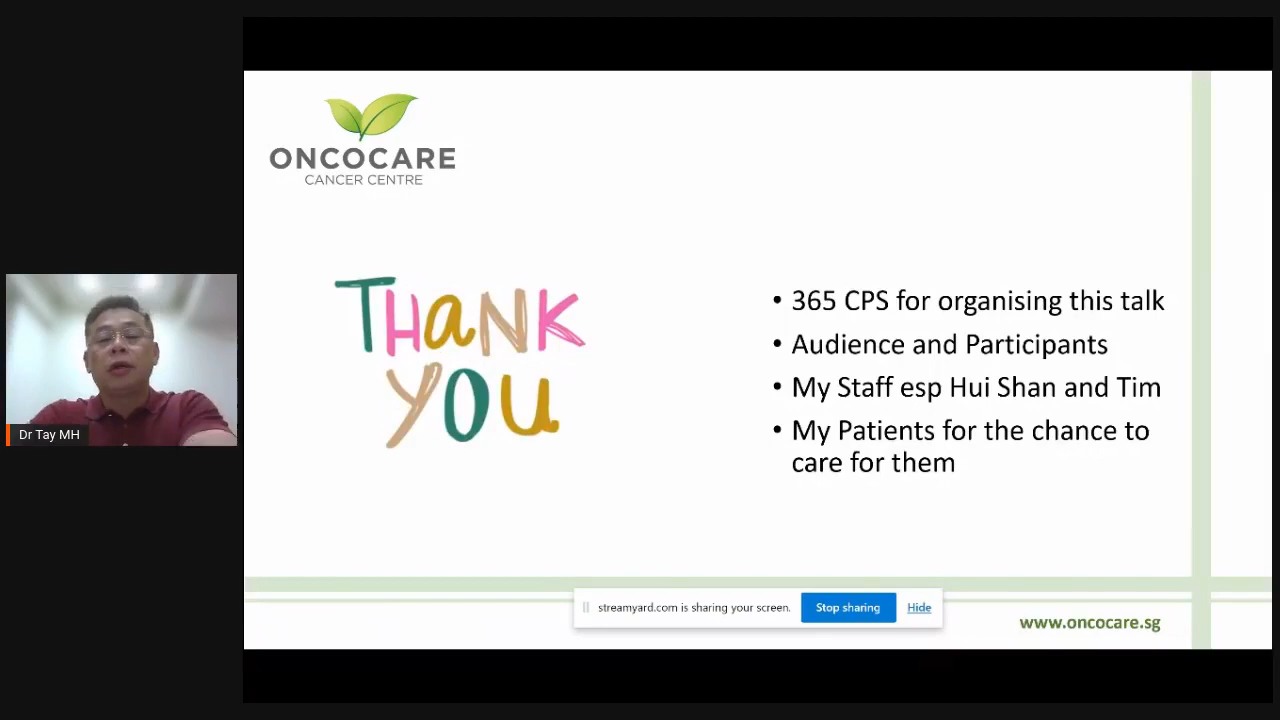 ONCOCARE
CANCER CENTRE
THaNK
YOU
• 365 CPS for organising this talk
• Audience and Participants
• My Staff esp Hui Shan and Tim
• My Patients for the chance to
care for them
Dr Tay MH
streamyard.com is sharing your screen. Stop sharing Hide
www.oncocare.sg